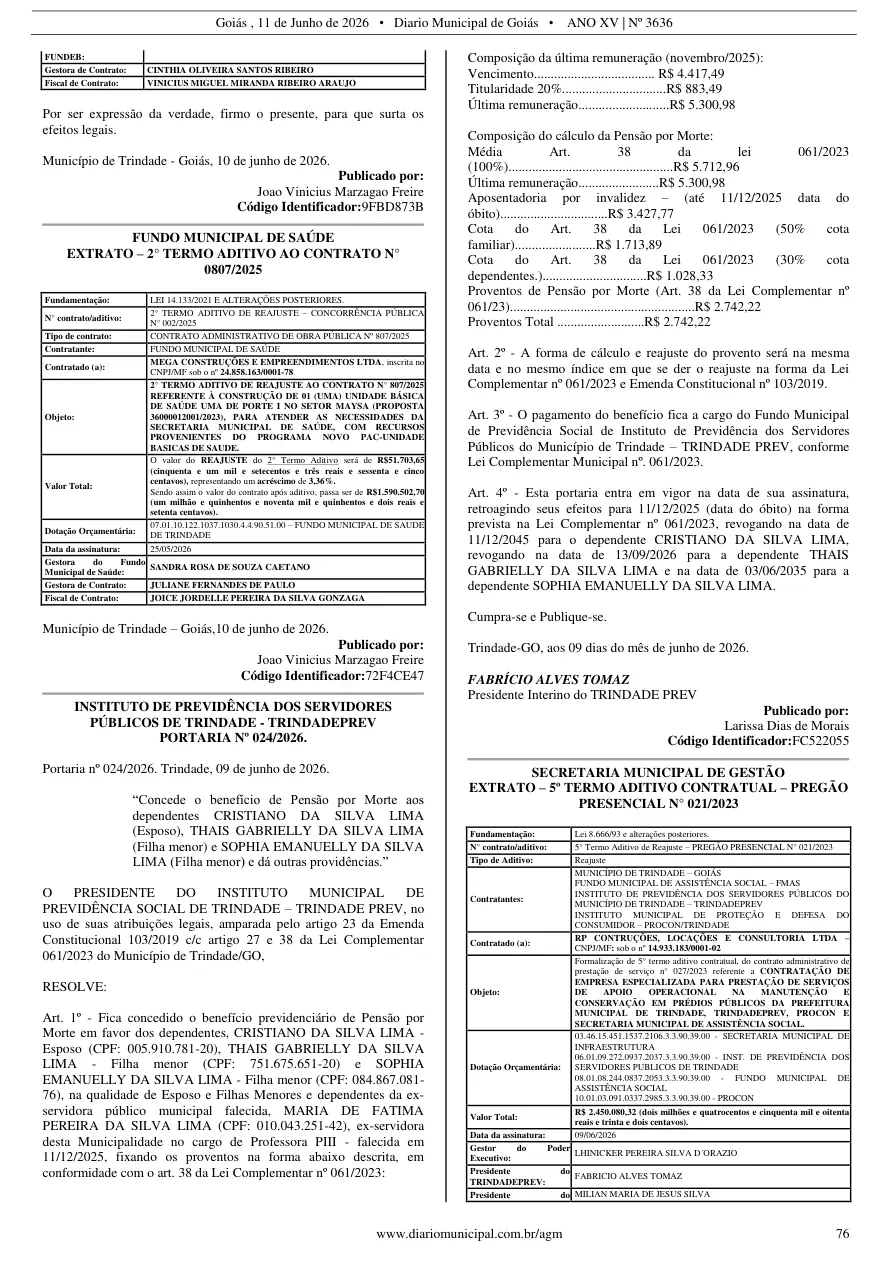 Goiás , 11 de Junho de 2026 • Diario Municipal de Goiás • ANO XV | Nº 3636
FUNDEB:
Gestora de Contrato: CINTHIA OLIVEIRA SANTOS RIBEIRO
Fiscal de Contrato: VINICIUS MIGUEL MIRANDA RIBEIRO ARAUJO
Por ser expressão da verdade, firmo o presente, para que surta os
efeitos legais.
Município de Trindade - Goiás, 10 de junho de 2026.
Publicado por:
Joao Vinicius Marzagao Freire
Código Identificador:9FBD873B
FUNDO MUNICIPAL DE SAÚDE
EXTRATO – 2° TERMO ADITIVO AO CONTRATO N°
0807/2025
Fundamentação: LEI 14.133/2021 E ALTERAÇÕES POSTERIORES.
N° contrato/aditivo: 2° TERMO ADITIVO DE REAJUSTE – CONCORRÊNCIA PÚBLICA
N° 002/2025
Tipo de contrato: CONTRATO ADMINISTRATIVO DE OBRA PÚBLICA Nº 807/2025
Contratante: FUNDO MUNICIPAL DE SAÚDE
Contratado (a): MEGA CONSTRUÇÕES E EMPREENDIMENTOS LTDA, inscrita no
CNPJ/MF sob o nº 24.858.163/0001-78
Objeto: 2° TERMO ADITIVO DE REAJUSTE AO CONTRATO N° 807/2025
REFERENTE À CONSTRUÇÃO DE 01 (UMA) UNIDADE BÁSICA
DE SAÚDE UMA DE PORTE I NO SETOR MAYSA (PROPOSTA
36000012001/2023), PARA ATENDER AS NECESSIDADES DA
SECRETARIA MUNICIPAL DE SAÚDE, COM RECURSOS
PROVENIENTES DO PROGRAMA NOVO PAC-UNIDADE
BASICAS DE SAUDE.
Valor Total: O valor do REAJUSTE do 2° Termo Aditivo será de R$51.703,65
(cinquenta e um mil e setecentos e três reais e sessenta e cinco
centavos), representando um acréscimo de 3,36%.
Sendo assim o valor do contrato após aditivo, passa ser de R$1.590.502,70
(um milhão e quinhentos e noventa mil e quinhentos e dois reais e
setenta centavos).
Dotação Orçamentária: 07.01.10.122.1037.1030.4.4.90.51.00 – FUNDO MUNICIPAL DE SAUDE
DE TRINDADE
Data da assinatura: 25/05/2026
Gestora do Fundo
Municipal de Saúde: SANDRA ROSA DE SOUZA CAETANO
Gestora de Contrato: JULIANE FERNANDES DE PAULO
Fiscal de Contrato: JOICE JORDELLE PEREIRA DA SILVA GONZAGA
Município de Trindade – Goiás,10 de junho de 2026.
Publicado por:
Joao Vinicius Marzagao Freire
Código Identificador:72F4CE47
INSTITUTO DE PREVIDÊNCIA DOS SERVIDORES
PÚBLICOS DE TRINDADE - TRINDADEPREV
PORTARIA Nº 024/2026.
Portaria nº 024/2026. Trindade, 09 de junho de 2026.
“Concede o benefício de Pensão por Morte aos
dependentes CRISTIANO DA SILVA LIMA
(Esposo), THAIS GABRIELLY DA SILVA LIMA
(Filha menor) e SOPHIA EMANUELLY DA SILVA
LIMA (Filha menor) e dá outras providências.”
O PRESIDENTE DO INSTITUTO MUNICIPAL DE
PREVIDÊNCIA SOCIAL DE TRINDADE – TRINDADE PREV, no
uso de suas atribuições legais, amparada pelo artigo 23 da Emenda
Constitucional 103/2019 c/c artigo 27 e 38 da Lei Complementar
061/2023 do Município de Trindade/GO,
RESOLVE:
Art. 1º - Fica concedido o benefício previdenciário de Pensão por
Morte em favor dos dependentes, CRISTIANO DA SILVA LIMA -
Esposo (CPF: 005.910.781-20), THAIS GABRIELLY DA SILVA
LIMA - Filha menor (CPF: 751.675.651-20) e SOPHIA
EMANUELLY DA SILVA LIMA - Filha menor (CPF: 084.867.081-
76), na qualidade de Esposo e Filhas Menores e dependentes da ex-
servidora público municipal falecida, MARIA DE FATIMA
PEREIRA DA SILVA LIMA (CPF: 010.043.251-42), ex-servidora
desta Municipalidade no cargo de Professora PIII - falecida em
11/12/2025, fixando os proventos na forma abaixo descrita, em
conformidade com o art. 38 da Lei Complementar nº 061/2023:
Composição da última remuneração (novembro/2025):
Vencimento.................................... R$ 4.417,49
Titularidade 20%...............................R$ 883,49
Última remuneração...........................R$ 5.300,98
Composição do cálculo da Pensão por Morte:
Média Art. 38 da lei 061/2023
(100%).................................................R$ 5.712,96
Última remuneração........................R$ 5.300,98
Aposentadoria por invalidez – (até 11/12/2025 data do
óbito)................................R$ 3.427,77
Cota do Art. 38 da Lei 061/2023 (50% cota
familiar)........................R$ 1.713,89
Cota do Art. 38 da Lei 061/2023 (30% cota
dependentes.)...............................R$ 1.028,33
Proventos de Pensão por Morte (Art. 38 da Lei Complementar nº
061/23).......................................................R$ 2.742,22
Proventos Total ..........................R$ 2.742,22
Art. 2º - A forma de cálculo e reajuste do provento será na mesma
data e no mesmo índice em que se der o reajuste na forma da Lei
Complementar nº 061/2023 e Emenda Constitucional nº 103/2019.
Art. 3º - O pagamento do benefício fica a cargo do Fundo Municipal
de Previdência Social de Instituto de Previdência dos Servidores
Públicos do Município de Trindade – TRINDADE PREV, conforme
Lei Complementar Municipal nº. 061/2023.
Art. 4º - Esta portaria entra em vigor na data de sua assinatura,
retroagindo seus efeitos para 11/12/2025 (data do óbito) na forma
prevista na Lei Complementar nº 061/2023, revogando na data de
11/12/2045 para o dependente CRISTIANO DA SILVA LIMA,
revogando na data de 13/09/2026 para a dependente THAIS
GABRIELLY DA SILVA LIMA e na data de 03/06/2035 para a
dependente SOPHIA EMANUELLY DA SILVA LIMA.
Cumpra-se e Publique-se.
Trindade-GO, aos 09 dias do mês de junho de 2026.
FABRÍCIO ALVES TOMAZ
Presidente Interino do TRINDADE PREV
Publicado por:
Larissa Dias de Morais
Código Identificador:FC522055
SECRETARIA MUNICIPAL DE GESTÃO
EXTRATO – 5º TERMO ADITIVO CONTRATUAL – PREGÃO
PRESENCIAL N° 021/2023
Fundamentação: Lei 8.666/93 e alterações posteriores.
N° contrato/aditivo: 5° Termo Aditivo de Reajuste – PREGÃO PRESENCIAL N° 021/2023
Tipo de Aditivo: Reajuste
Contratantes: MUNICÍPIO DE TRINDADE – GOIÁS
FUNDO MUNICIPAL DE ASSISTÊNCIA SOCIAL – FMAS
INSTITUTO DE PREVIDÊNCIA DOS SERVIDORES PÚBLICOS DO
MUNICÍPIO DE TRINDADE – TRINDADEPREV
INSTITUTO MUNICIPAL DE PROTEÇÃO E DEFESA DO
CONSUMIDOR – PROCON/TRINDADE
Contratado (a): RP CONTRUÇÕES, LOCAÇÕES E CONSULTORIA LTDA –
CNPJ/MF: sob o nº 14.933.183/0001-02
Objeto: Formalização de 5° termo aditivo contratual, do contrato administrativo de
prestação de serviço n° 027/2023 referente a CONTRATAÇÃO DE
EMPRESA ESPECIALIZADA PARA PRESTAÇÃO DE SERVIÇOS
DE APOIO OPERACIONAL NA MANUTENÇÃO E
CONSERVAÇÃO EM PRÉDIOS PÚBLICOS DA PREFEITURA
MUNICIPAL DE TRINDADE, TRINDADEPREV, PROCON E
SECRETARIA MUNICIPAL DE ASSISTÊNCIA SOCIAL.
Dotação Orçamentária: 03.46.15.451.1537.2106.3.3.90.39.00 - SECRETARIA MUNICIPAL DE
INFRAESTRUTURA
06.01.09.272.0937.2037.3.3.90.39.00 - INST. DE PREVIDÊNCIA DOS
SERVIDORES PUBLICOS DE TRINDADE
08.01.08.244.0837.2053.3.3.90.39.00 - FUNDO MUNICIPAL DE
ASSISTÊNCIA SOCIAL
10.01.03.091.0337.2985.3.3.90.39.00 - PROCON
Valor Total: R$ 2.450.080,32 (dois milhões e quatrocentos e cinquenta mil e oitenta
reais e trinta e dois centavos).
Data da assinatura: 09/06/2026
Gestor do Poder
Executivo: LHINICKER PEREIRA SILVA D´ORAZIO
Presidente do
TRINDADEPREV: FABRICIO ALVES TOMAZ
Presidente do MILIAN MARIA DE JESUS SILVA
www.diariomunicipal.com.br/agm 76